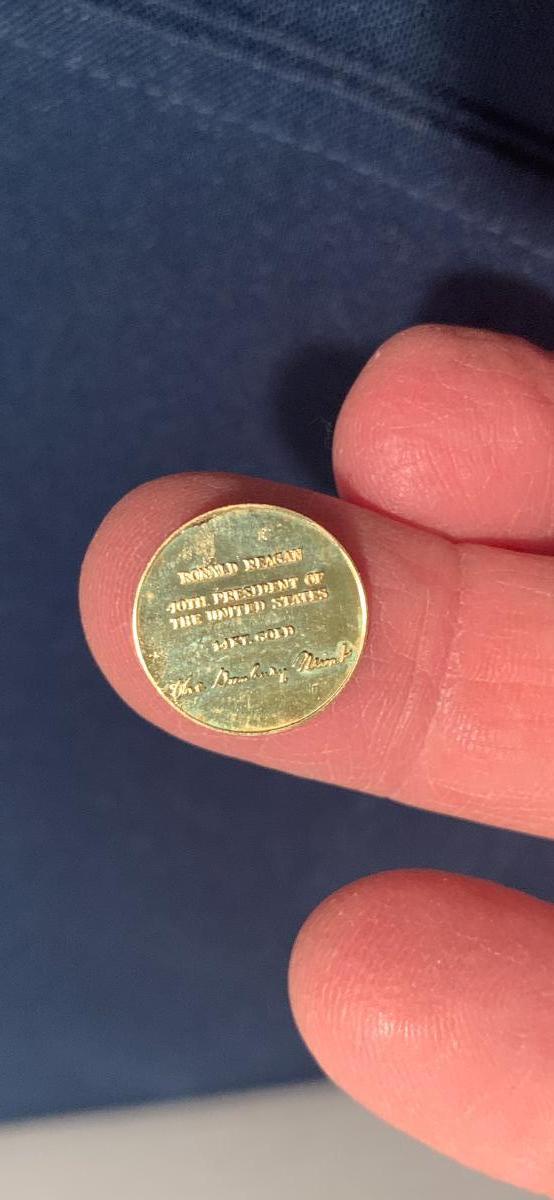 RONALD REAGAN
40TH PRESIDENT OF
THE UNITED STATES
14KT. GOLD
The Danbury Mint